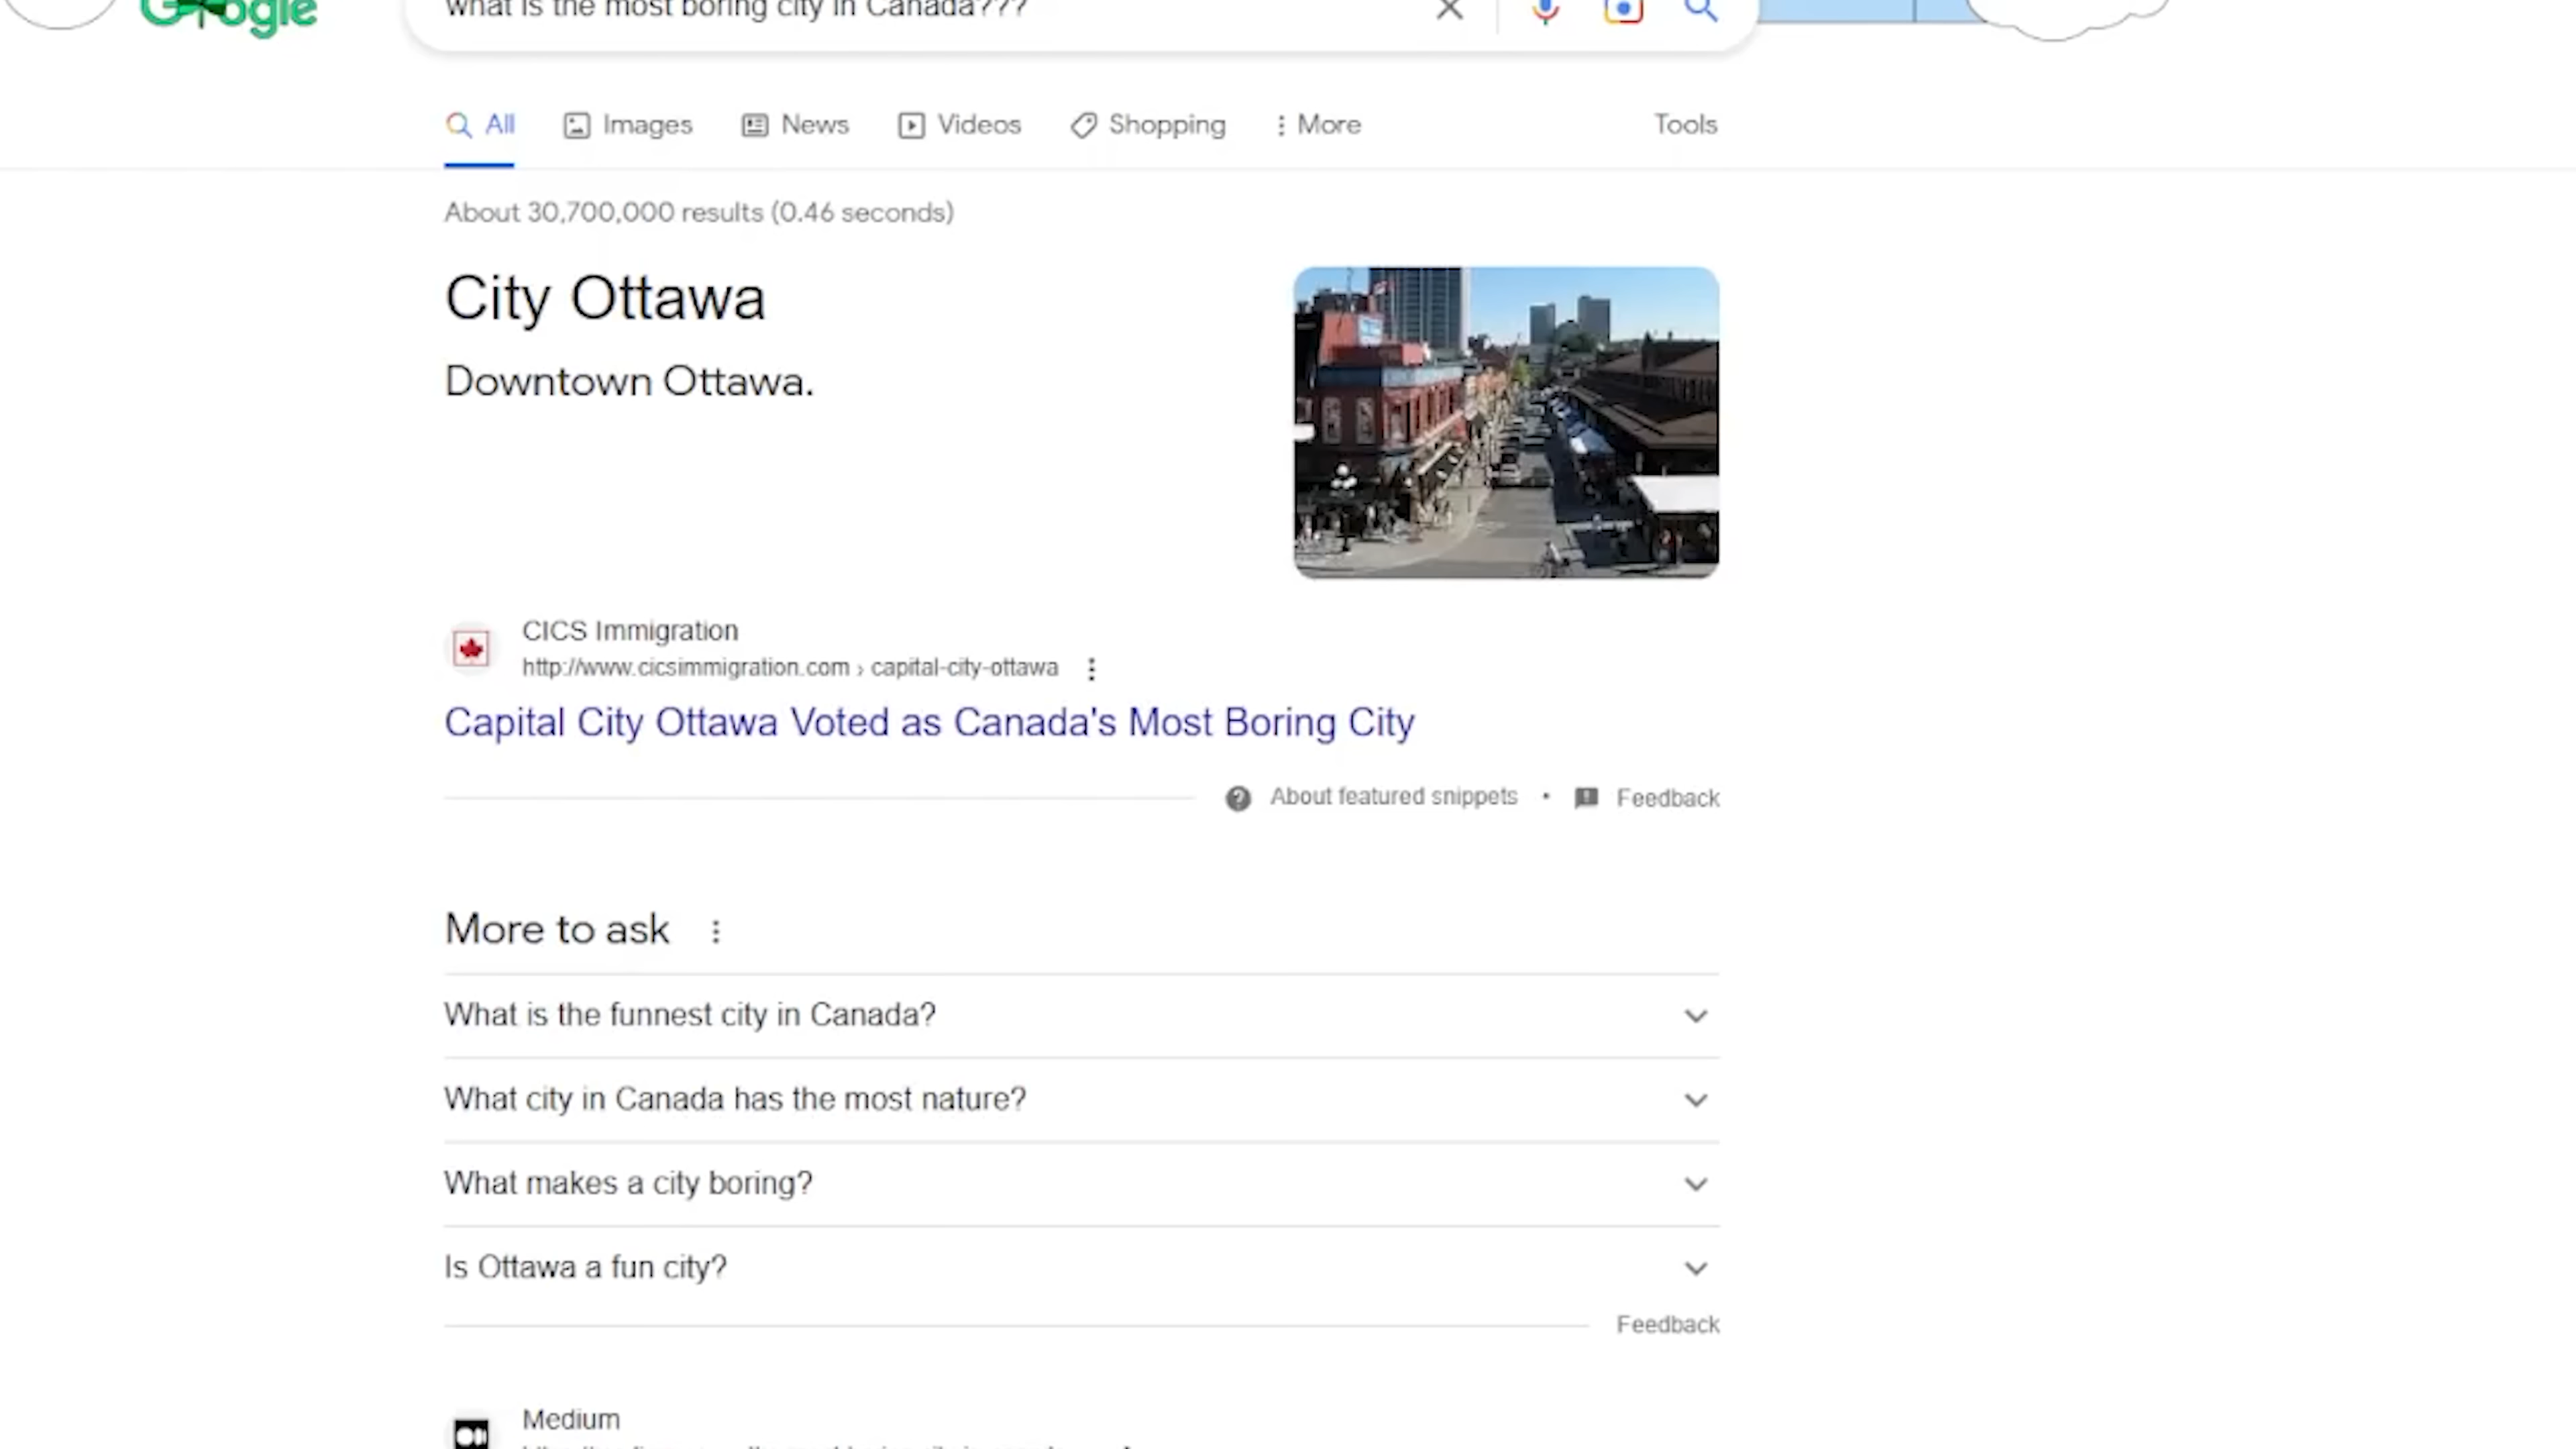 Google
what is the most boring city in Canada???
All
Images
News
Videos
Shopping
More
Tools
About 30,700,000 results (0.46 seconds)
City Ottawa
Downtown Ottawa.
CICS Immigration
http://www.cicsimmigration.com › capital-city-ottawa
Capital City Ottawa Voted as Canada's Most Boring City
About featured snippets • Feedback
More to ask
What is the funnest city in Canada?
What city in Canada has the most nature?
What makes a city boring?
Is Ottawa a fun city?
Feedback
Medium